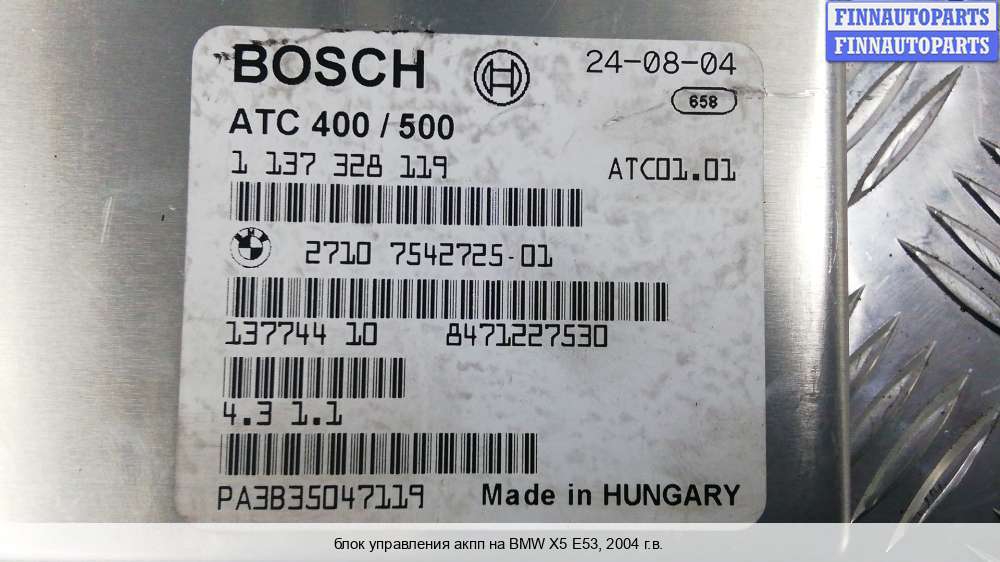 FINNAUTOPARTS
FINNAUTOPARTS
BOSCH
24-08-04
658
ATC 400 / 500
1 137 328 119
ATC01.01
2710 7542725-01
137744 10 8471227530
4.3 1.1
PA3B35047119
Made in HUNGARY
блок управления акпп на BMW X5 E53, 2004 г.в.